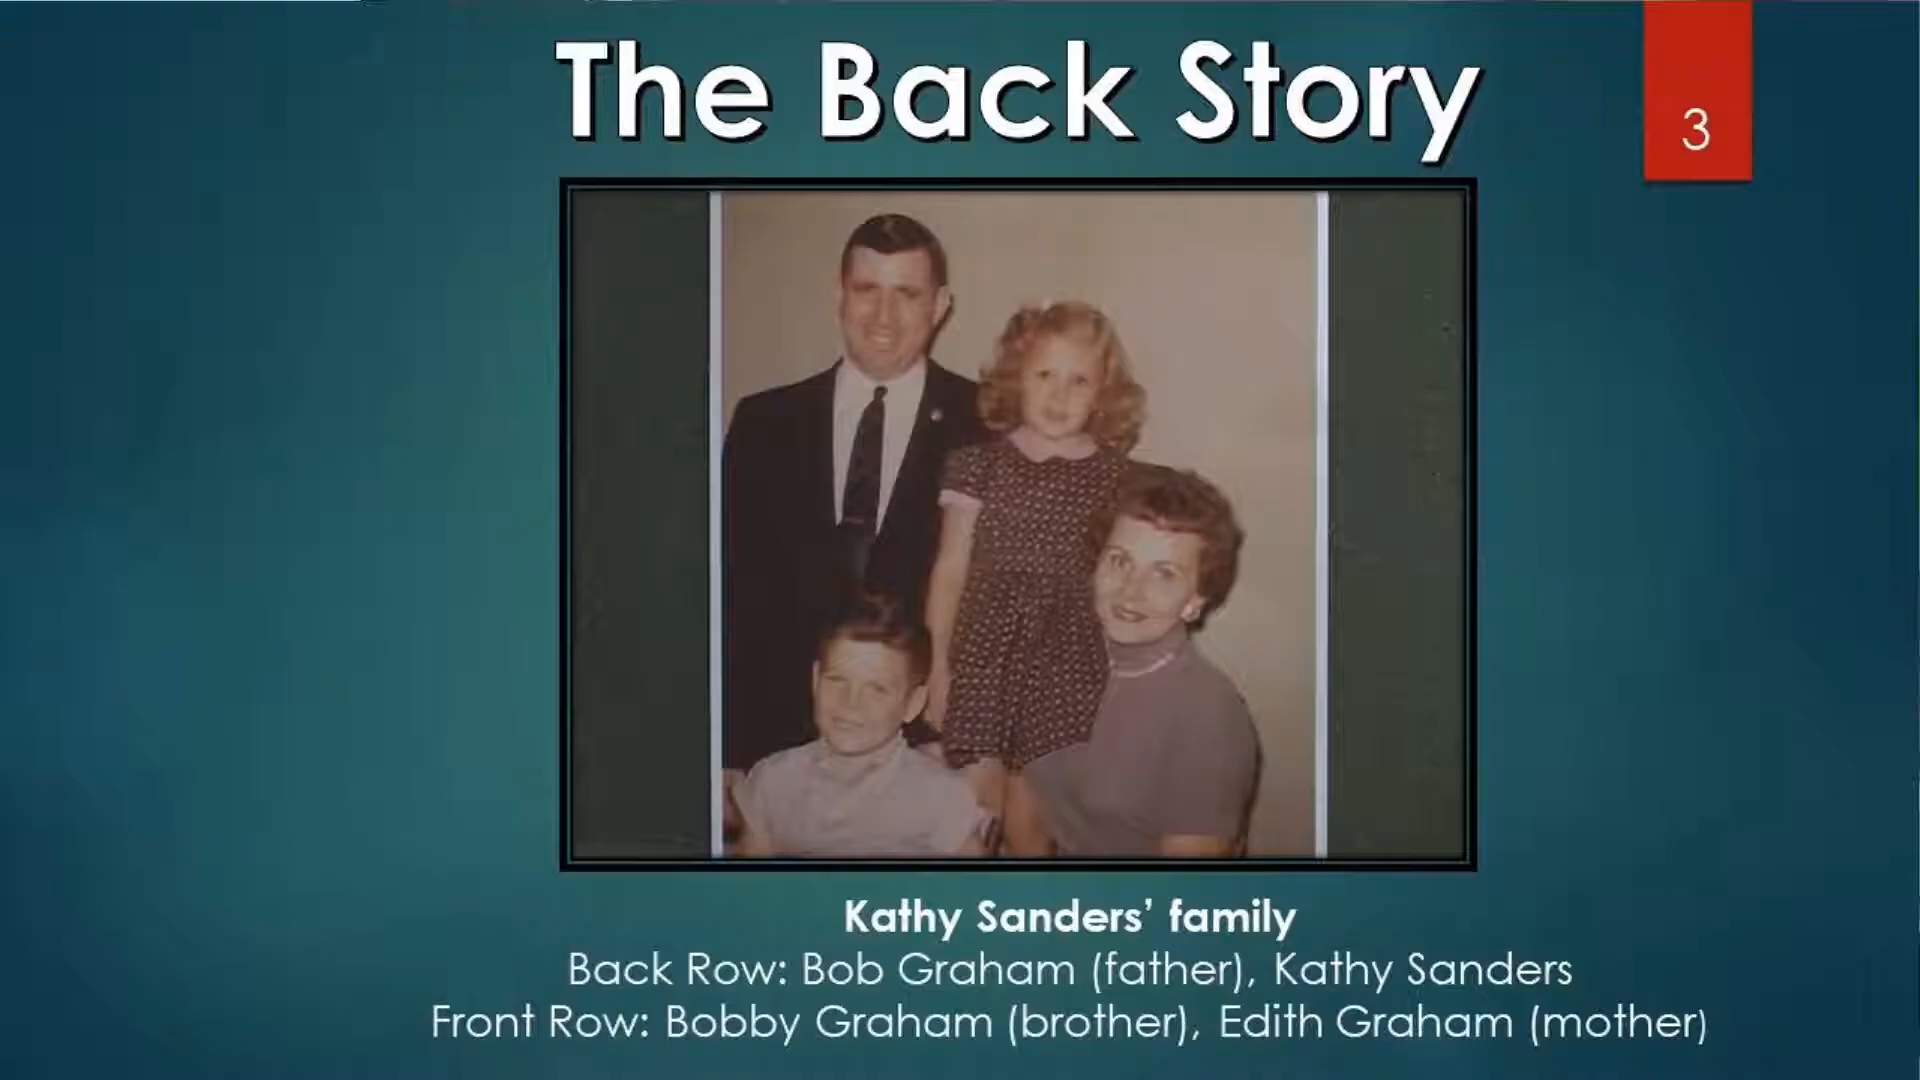 The Back Story
3
Kathy Sanders’ family
Back Row: Bob Graham (father), Kathy Sanders
Front Row: Bobby Graham (brother), Edith Graham (mother)